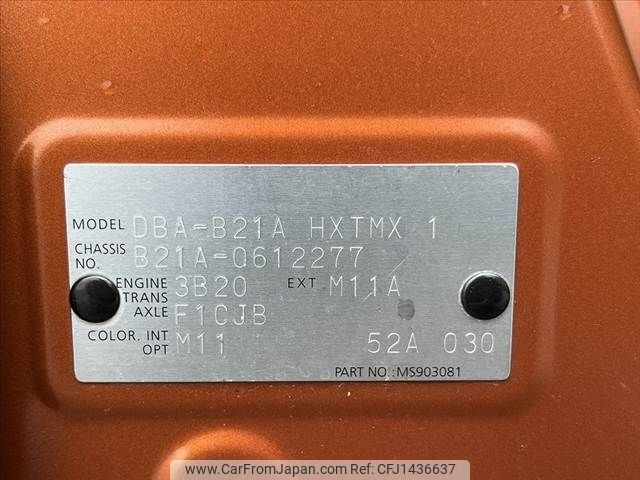 MODEL DBA-B21A HXTMX 1
CHASSIS NO. B21A-0612277
ENGINE 3B20 EXT M11A
TRANS AXLE F1CJB
COLOR. INT M11
OPT 52A 030
PART NO.:MS903081
www.CarFromJapan.com CFJ1436637